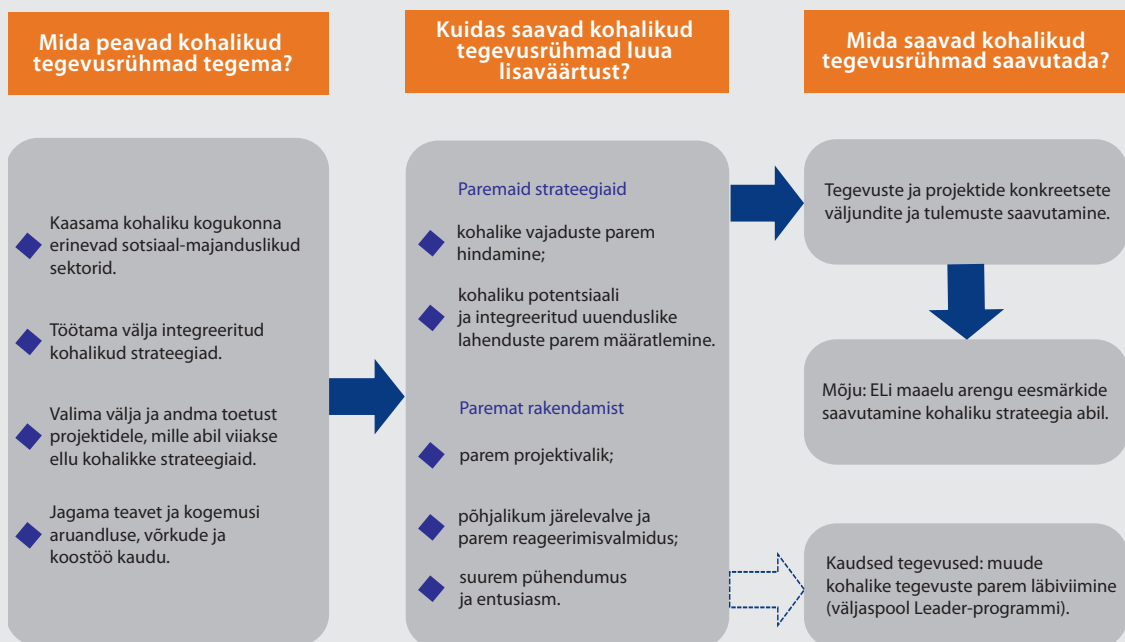 Mida peavad kohalikud
tegevusrühmad tegema?
Kaasama kohaliku kogukonna
erinevad sotsiaal-majanduslikud
sektorid.
Töötama välja integreeritud
kohalikud strateegiad.
Valima välja ja andma toetust
projektidele, mille abil viiakse
ellu kohalikke strateegiaid.
Jagama teavet ja kogemusi
aruandluse, võrkude ja
koostöö kaudu.
Kuidas saavad kohalikud
tegevusrühmad luua
lisaväärtust?
Paremaid strateegiaid
kohalike vajaduste parem
hindamine;
kohaliku potentsiaali
ja integreeritud uuenduslike
lahenduste parem määratlemine.
Paremat rakendamist
parem projektivalik;
põhjalikum järelevalve ja
parem reageerimisvalmidus;
suurem pühendumus
ja entusiasm.
Mida saavad kohalikud
tegevusrühmad saavutada?
Tegevuste ja projektide konkreetsete
väljundite ja tulemuste saavutamine.
Mõju: ELi maaelu arengu eesmärkide
saavutamine kohaliku strateegia abil.
Kaudsed tegevused: muude
kohalike tegevuste parem läbiviimine
(väljaspool Leader-programmi).